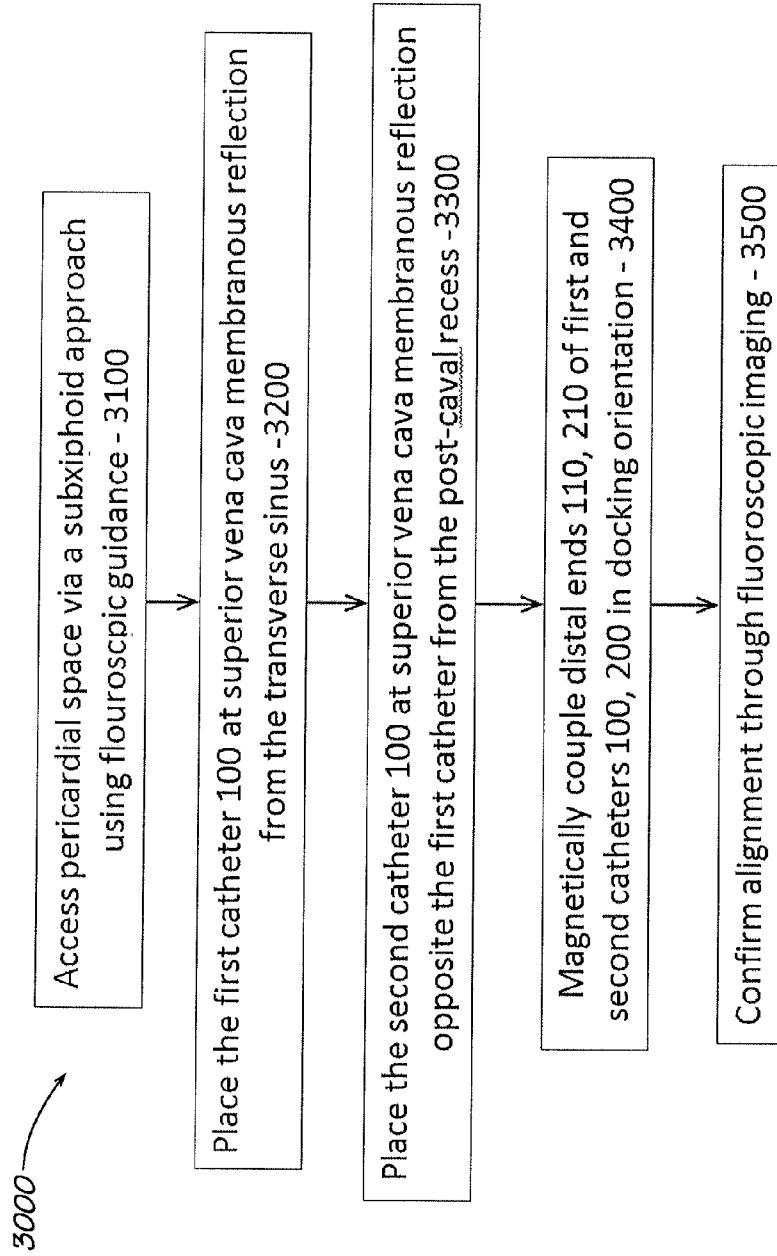 3000
Access pericardial space via a subxiphoid approach
using flouroscpic guidance - 3100
Place the first catheter 100 at superior vena cava membranous reflection
from the transverse sinus -3200
Place the second catheter 100 at superior vena cava membranous reflection
opposite the first catheter from the post-caval recess -3300
Magnetically couple distal ends 110, 210 of first and
second catheters 100, 200 in docking orientation - 3400
Confirm alignment through fluoroscopic imaging - 3500